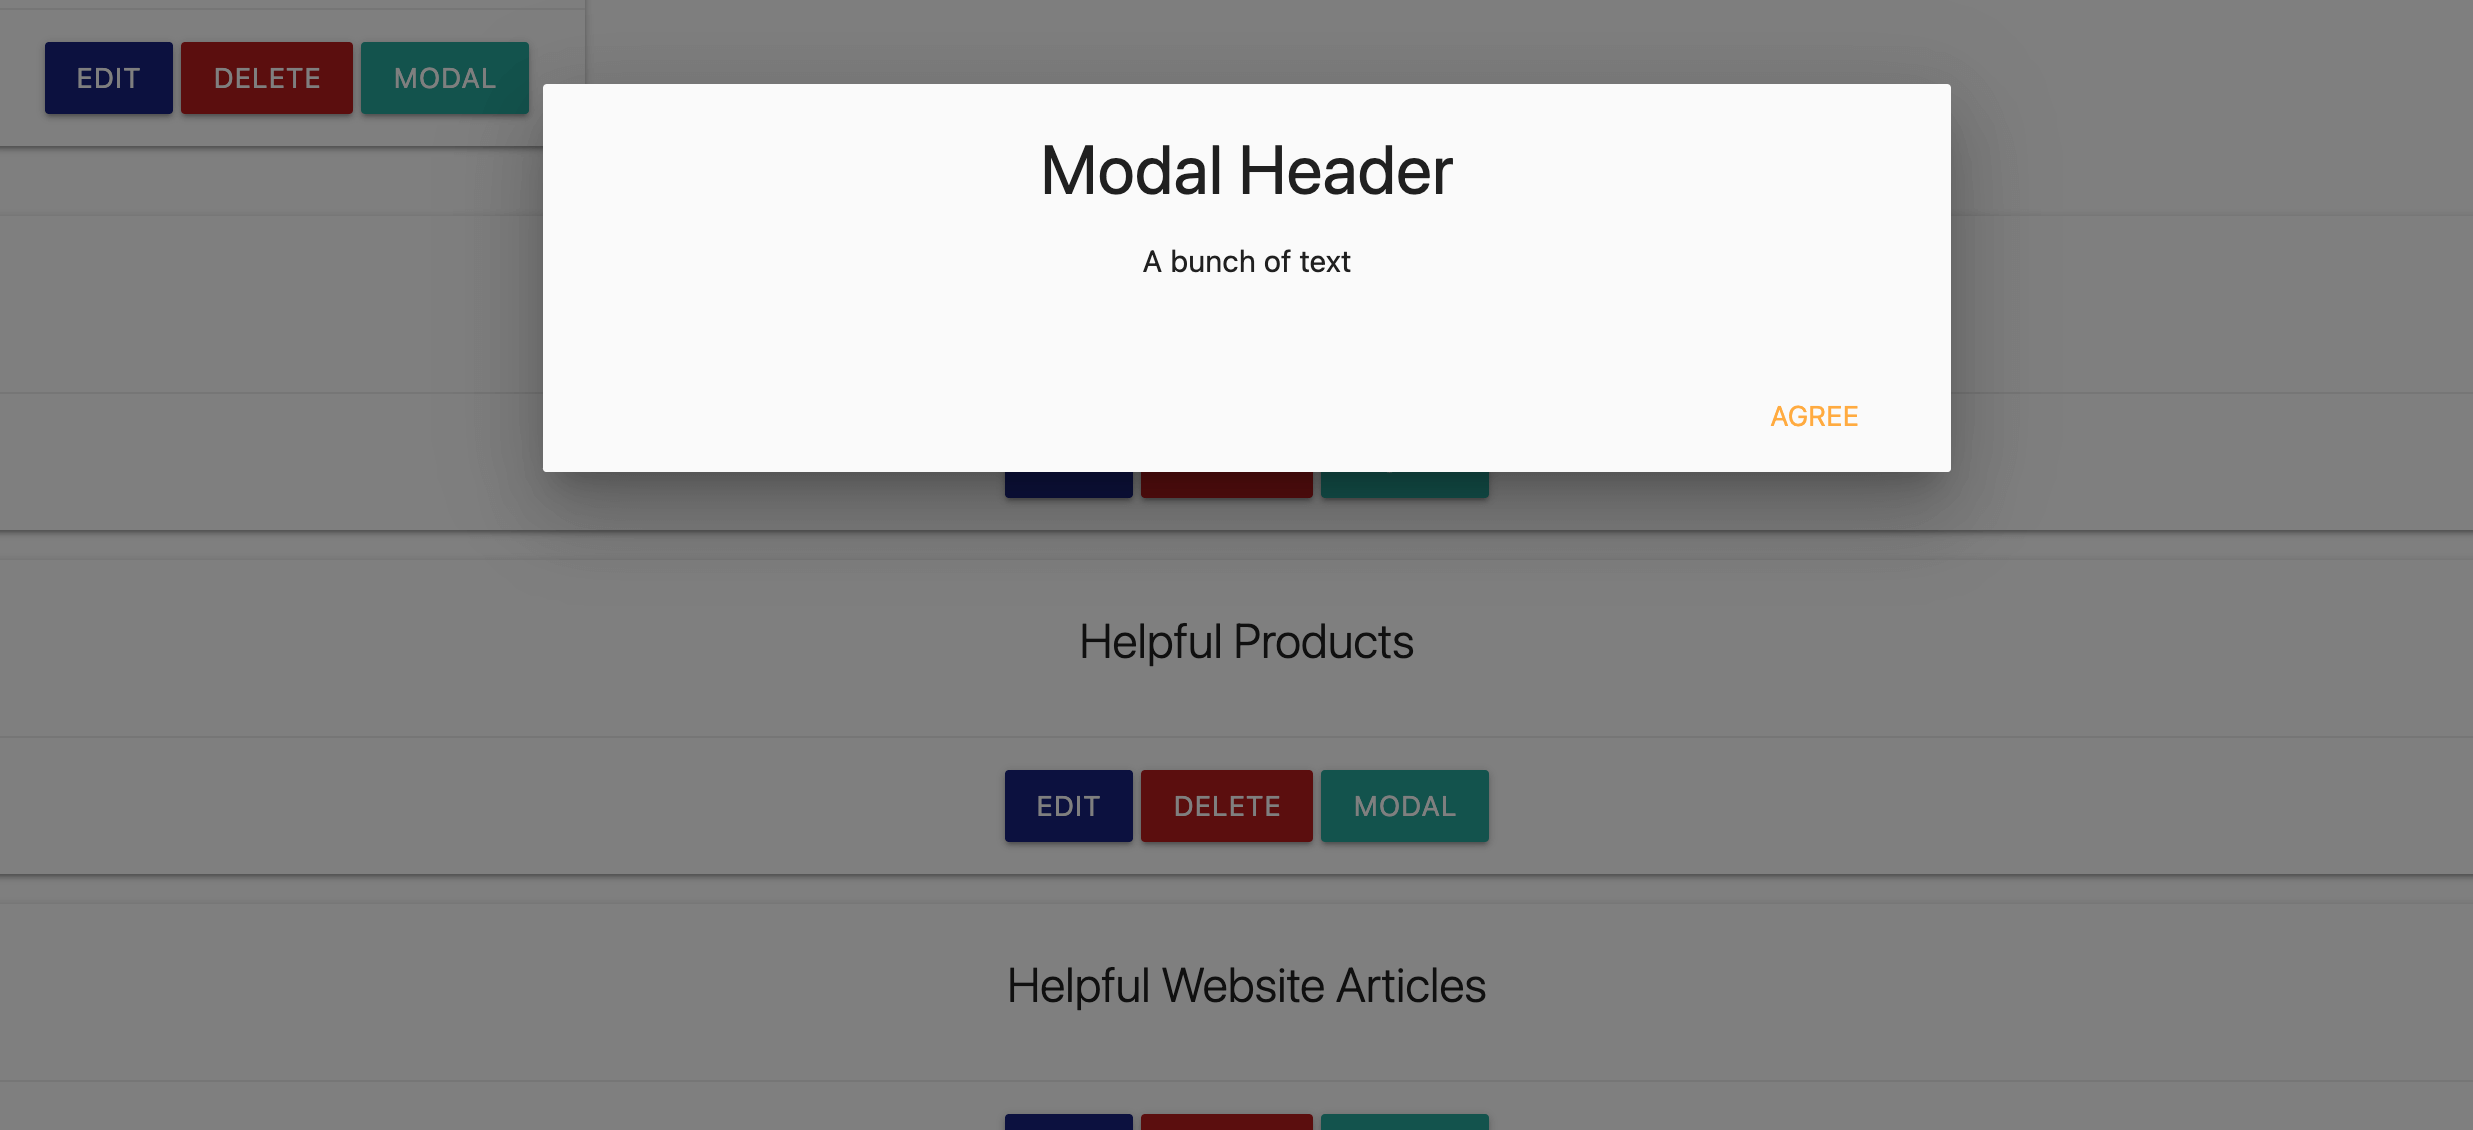 EDIT DELETE MODAL
Modal Header
A bunch of text
AGREE
Helpful Products
EDIT DELETE MODAL
Helpful Website Articles